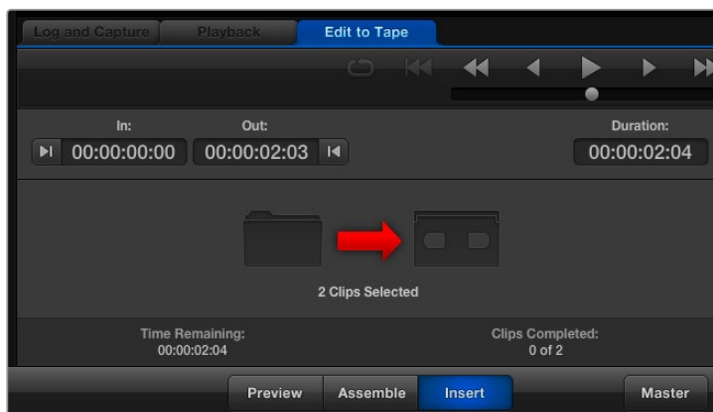 Log and Capture Playback Edit to Tape
In: Out: Duration:
00:00:00:00 00:00:02:03 00:00:02:04
2 Clips Selected
Time Remaining: Clips Completed:
00:00:02:04 0 of 2
Preview Assemble Insert Master